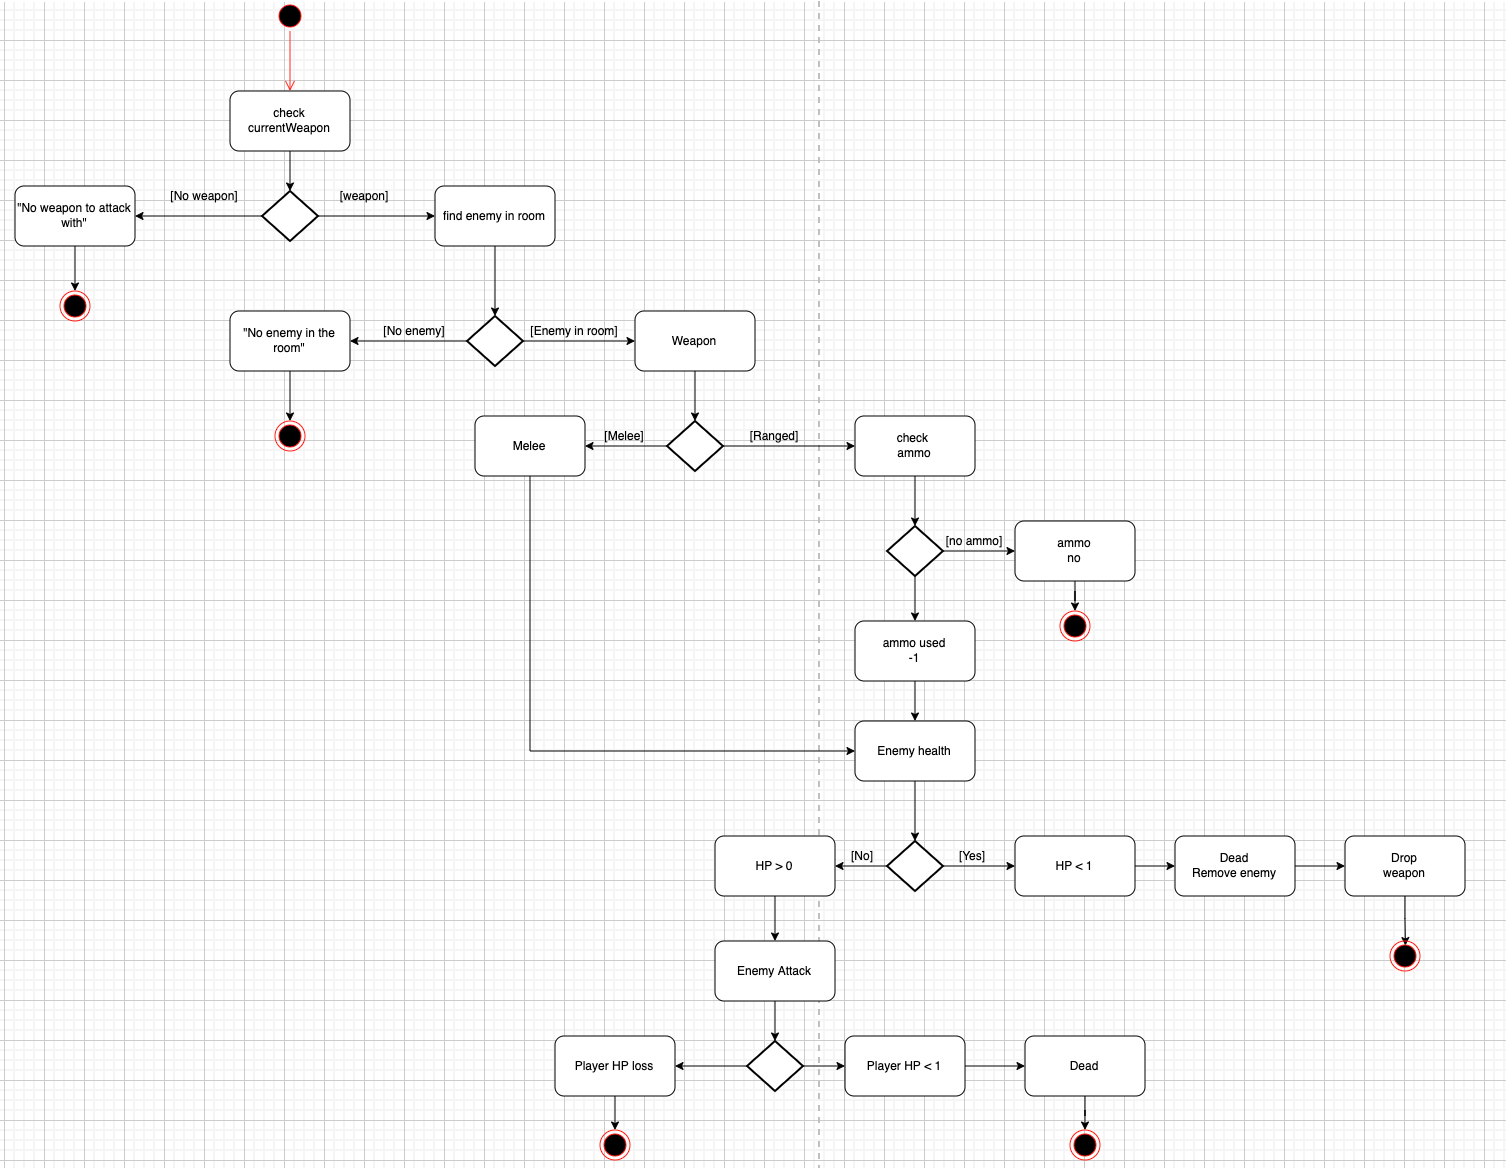 check
currentWeapon
[No weapon]
[weapon]
"No weapon to attack
with"
find enemy in room
"No enemy in the
room"
[No enemy]
[Enemy in room]
Weapon
Melee
[Melee]
[Ranged]
check
ammo
[no ammo]
ammo
no
ammo used
-1
Enemy health
HP > 0
[No]
[Yes]
HP < 1
Dead
Remove enemy
Drop
weapon
Enemy Attack
Player HP loss
Player HP < 1
Dead